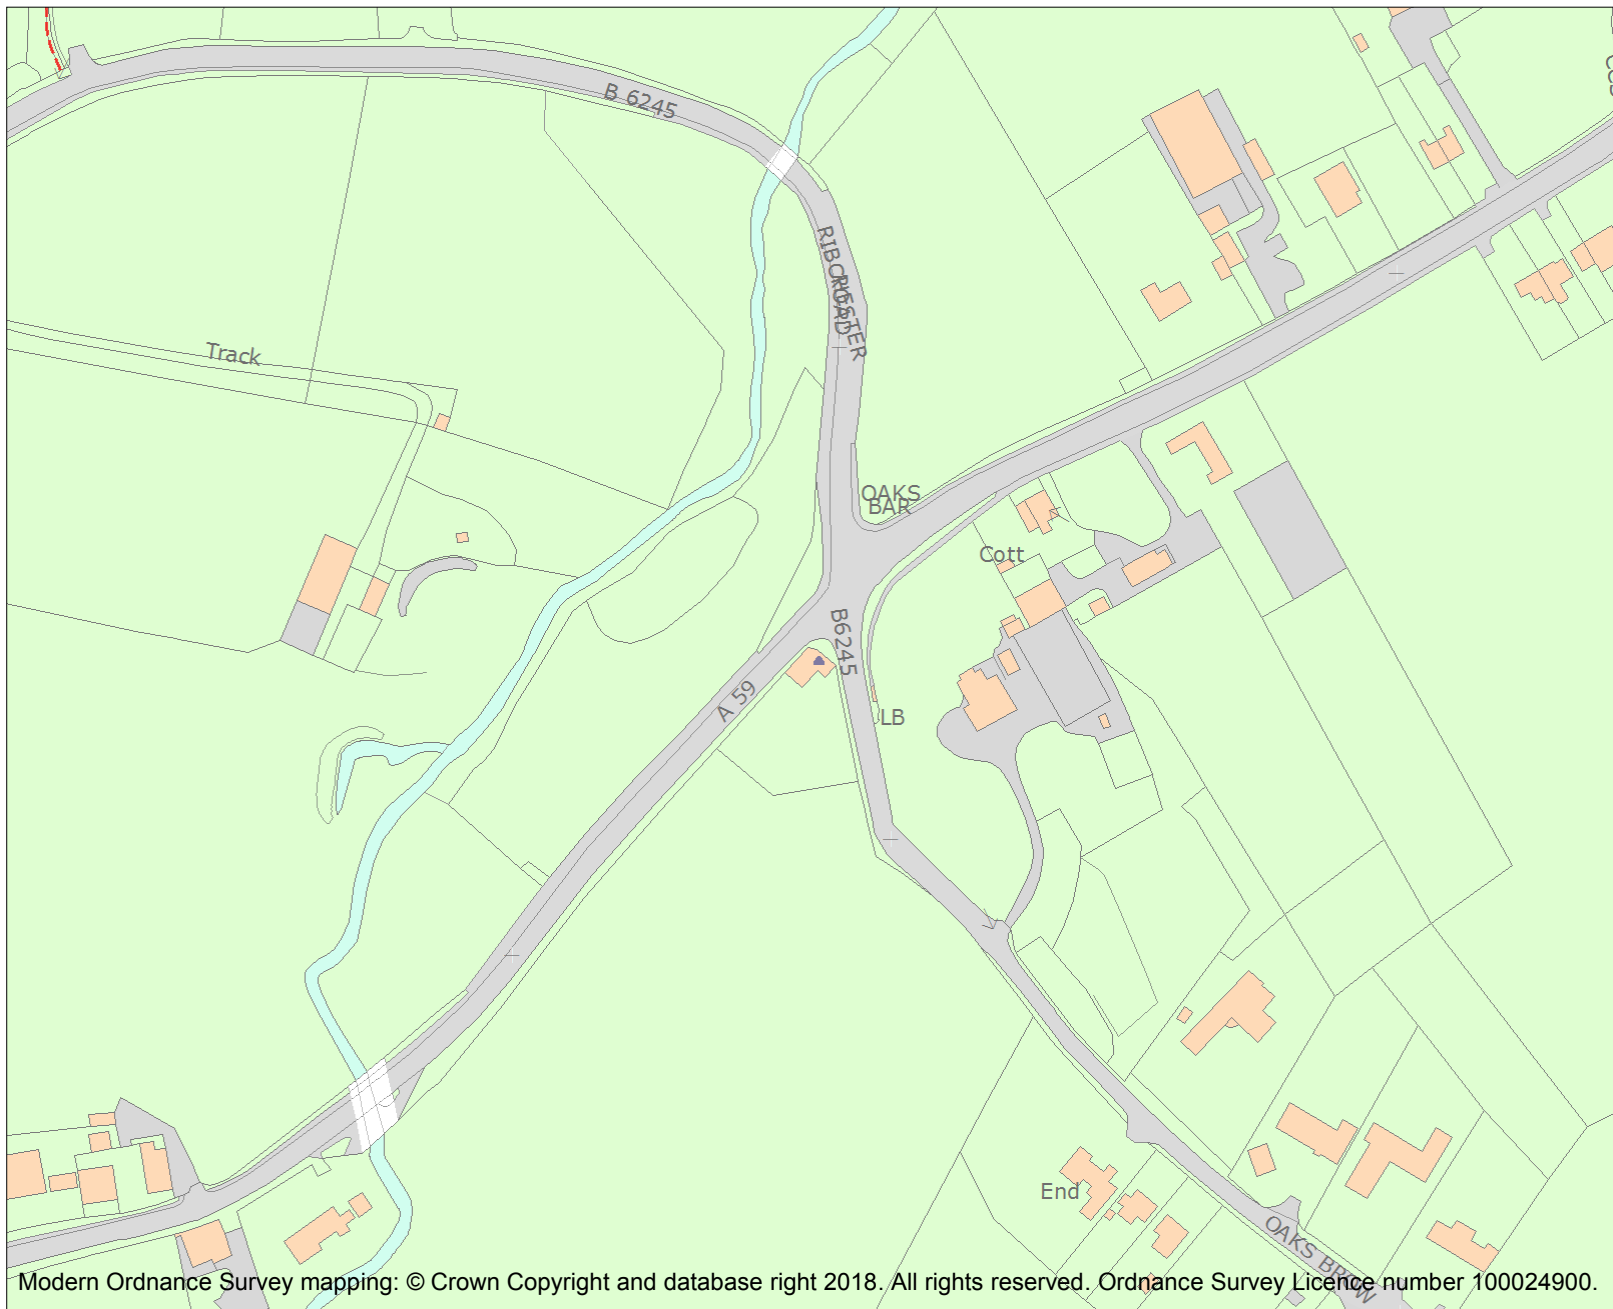 B 6245
RIBCHESTER
ROAD
Track
OAKS
BAR
Cott
B6245
A 59
LB
End
OAKS BROW
Modern Ordnance Survey mapping: © Crown Copyright and database right 2018. All rights reserved. Ordnance Survey Licence number 100024900.